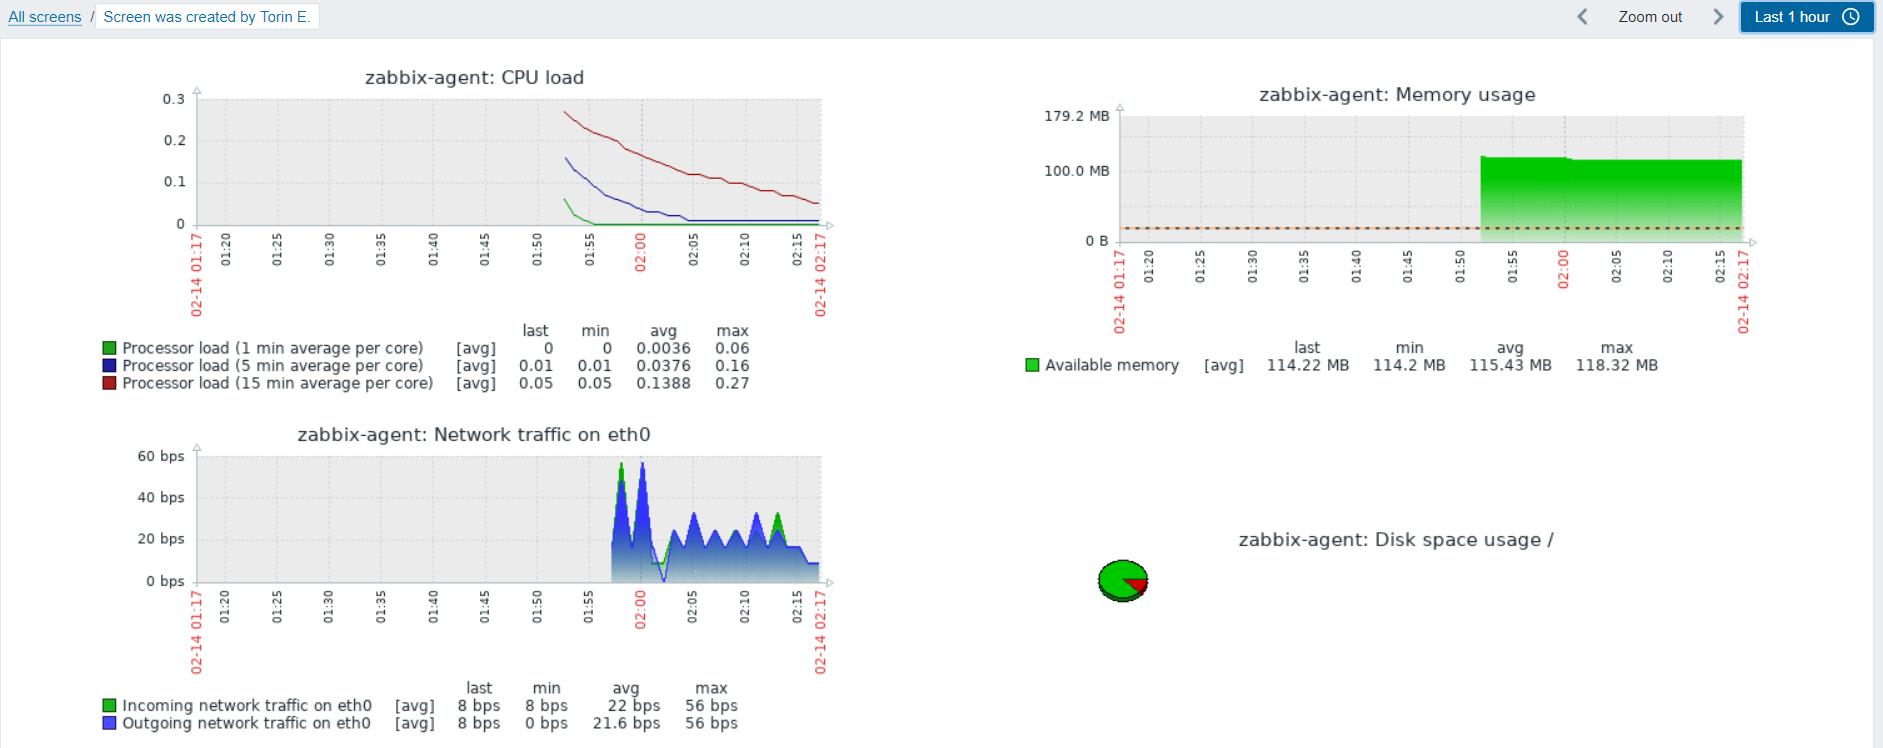 All screens / Screen was created by Torin E.
Zoom out
Last 1 hour
zabbix-agent: CPU load
0.3
0.2
0.1
0
02-14 01:17
01:20
01:25
01:30
01:35
01:40
01:45
01:50
01:55
02:00
02:05
02:10
02:15
02-14 02:17
last min avg max
Processor load (1 min average per core) [avg] 0 0 0.0036 0.06
Processor load (5 min average per core) [avg] 0.01 0.01 0.0376 0.16
Processor load (15 min average per core) [avg] 0.05 0.05 0.1388 0.27
zabbix-agent: Memory usage
179.2 MB
100.0 MB
0 B
02-14 01:17
01:20
01:25
01:30
01:35
01:40
01:45
01:50
01:55
02:00
02:05
02:10
02:15
02-14 02:17
last min avg max
Available memory [avg] 114.22 MB 114.2 MB 115.43 MB 118.32 MB
zabbix-agent: Network traffic on eth0
60 bps
40 bps
20 bps
0 bps
02-14 01:17
01:20
01:25
01:30
01:35
01:40
01:45
01:50
01:55
02:00
02:05
02:10
02:15
02-14 02:17
last min avg max
Incoming network traffic on eth0 [avg] 8 bps 8 bps 22 bps 56 bps
Outgoing network traffic on eth0 [avg] 8 bps 0 bps 21.6 bps 56 bps
zabbix-agent: Disk space usage /